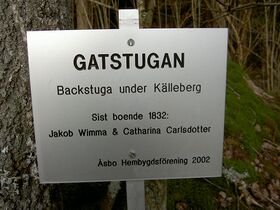 GATSTUGAN
Backstuga under Källeberg
Sist boende 1832:
Jakob Wimma & Catharina Carlsdotter
Åsbo Hembygdsförening 2002